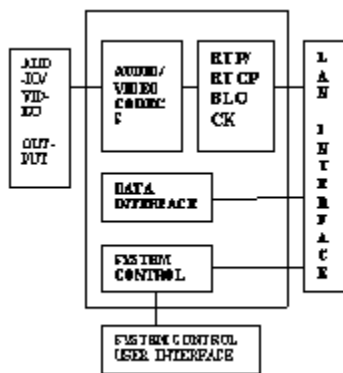 AUD
-IO/
VID-
EO
OUT-
PUT
AUDIO/
VIDEO
CODEC
S
RTP/
RTCP
BLO
CK
DATA
INTERFACE
SYSTEM
CONTROL
SYSTEM CONTROL
USER INTERFACE
L
A
N
I
N
T
E
R
F
A
C
E